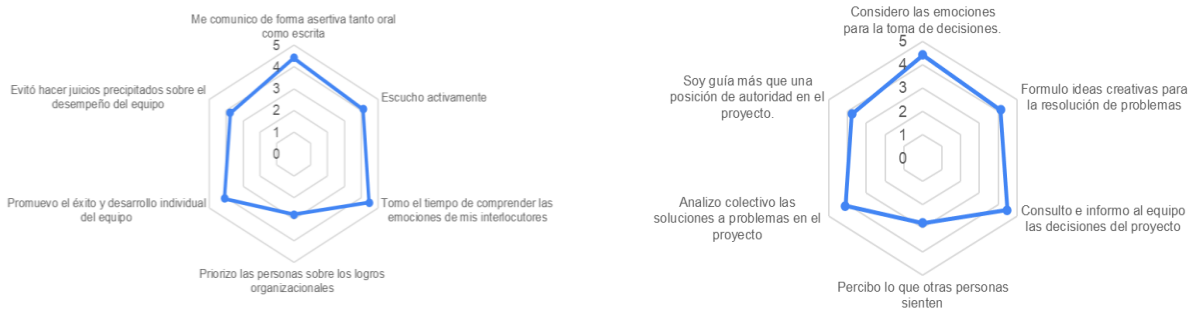 Me comunico de forma asertiva tanto oral
como escrita
5
4
3
2
1
0
Evitó hacer juicios precipitados sobre el
desempeño del equipo
Escucho activamente
Promuevo el éxito y desarrollo individual
del equipo
Tomo el tiempo de comprender las
emociones de mis interlocutores
Priorizo las personas sobre los logros
organizacionales
Considero las emociones
para la toma de decisiones.
5
4
3
2
1
0
Soy guía más que una
posición de autoridad en el
proyecto.
Formulo ideas creativas para
la resolución de problemas
Analizo colectivo las
soluciones a problemas en el
proyecto
Consulto e informo al equipo
las decisiones del proyecto
Percibo lo que otras personas
sienten